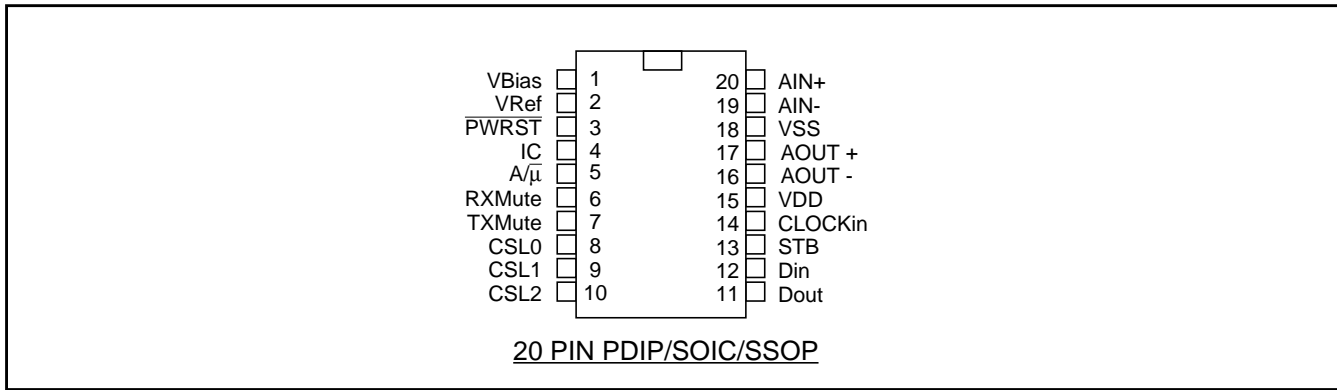 VBias 1 20 AIN+
VRef 2 19 AIN-
PWRST 3 18 VSS
IC 4 17 AOUT +
A/μ 5 16 AOUT -
RXMute 6 15 VDD
TXMute 7 14 CLOCKin
CSL0 8 13 STB
CSL1 9 12 Din
CSL2 10 11 Dout
20 PIN PDIP/SOIC/SSOP